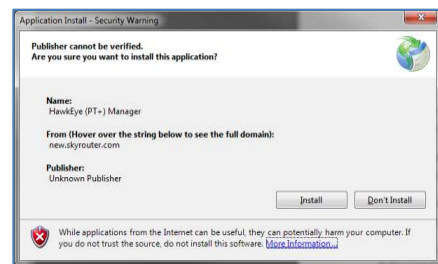 Application Install - Security Warning
Publisher cannot be verified.
Are you sure you want to install this application?
Name:
HawkEye (PT+) Manager
From (Hover over the string below to see the full domain):
new.skyrouter.com
Publisher:
Unknown Publisher
Install
Don't Install
While applications from the Internet can be useful, they can potentially harm your computer. If
you do not trust the source, do not install this software. More Information...